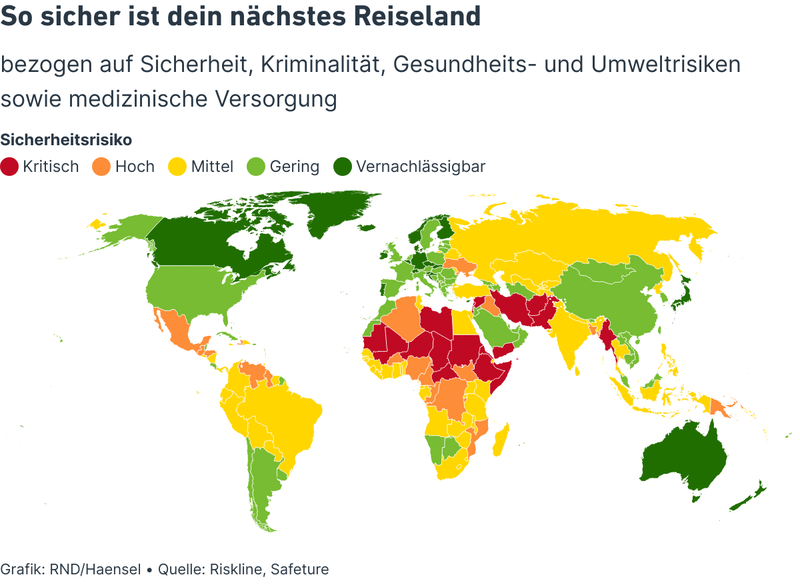 So sicher ist dein nächstes Reiseland
bezogen auf Sicherheit, Kriminalität, Gesundheits- und Umweltrisiken
sowie medizinische Versorgung
Sicherheitsrisiko
Kritisch Hoch Mittel Gering Vernachlässigbar
Grafik: RND/Haensel • Quelle: Riskline, Safeture